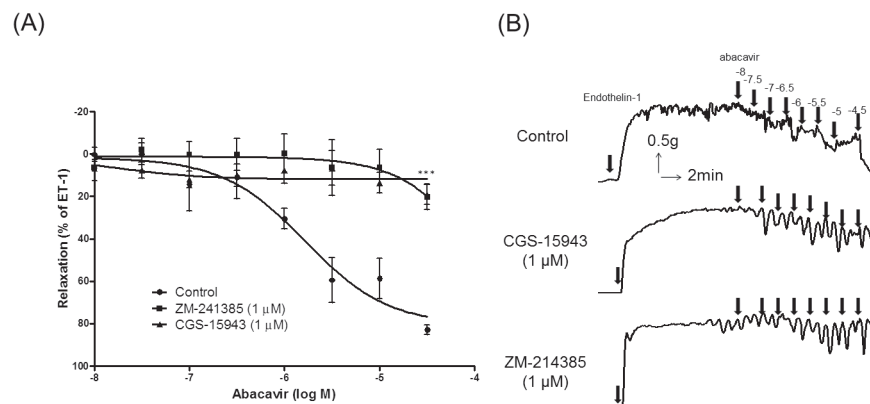 (A)
-20
0
20
40
60
80
100
Relaxation (% of ET-1)
***
Control
ZM-241385 (1 μM)
CGS-15943 (1 μM)
-8
-7
-6
-5
-4
Abacavir (log M)
(B)
abacavir
Endothelin-1
-8
-7.5
-7
-6.5
-6
-5.5
-5
-4.5
Control
0.5g
2min
CGS-15943
(1 μM)
ZM-214385
(1 μM)